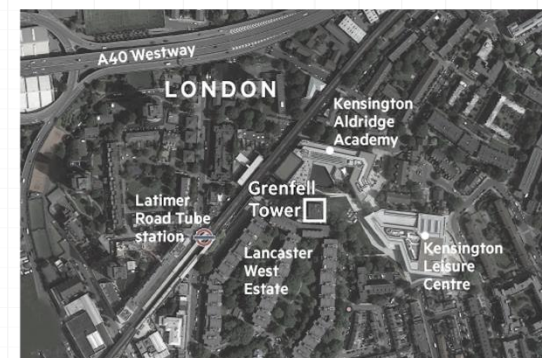 A40 Westway
LONDON
Kensington
Aldridge
Academy
Grenfell
Tower
Latimer
Road Tube
station
Lancaster
West
Estate
Kensington
Leisure
Centre